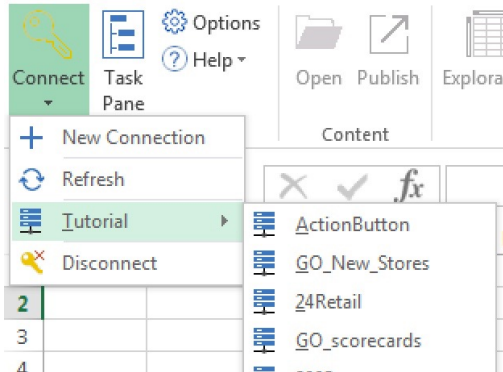 Connect
Task
Pane
Options
Help
Open
Publish
Content
New Connection
Refresh
Tutorial
Disconnect
fx
ActionButton
GO_New_Stores
24Retail
GO_scorecards
2
3
4